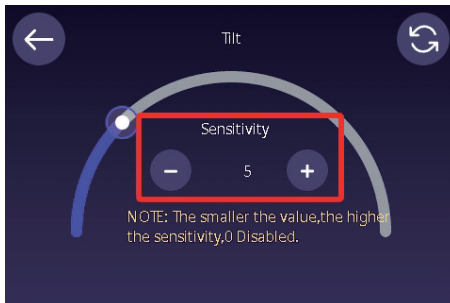 Tilt
Sensitivity
- 5 +
NOTE: The smaller the value,the higher
the sensitivity,0 Disabled.